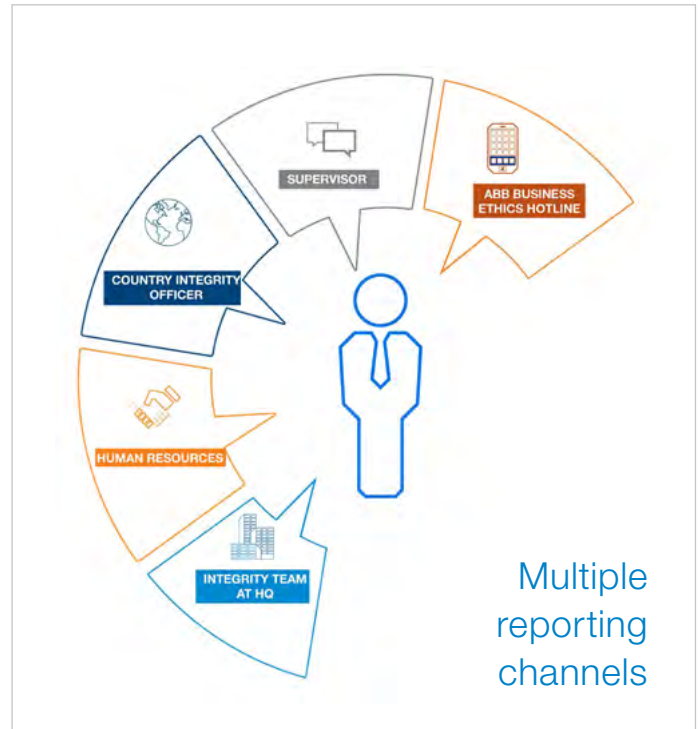 SUPERVISOR
ABB BUSINESS
ETHICS HOTLINE
COUNTRY INTEGRITY
OFFICER
HUMAN RESOURCES
INTEGRITY TEAM
AT HQ
Multiple
reporting
channels